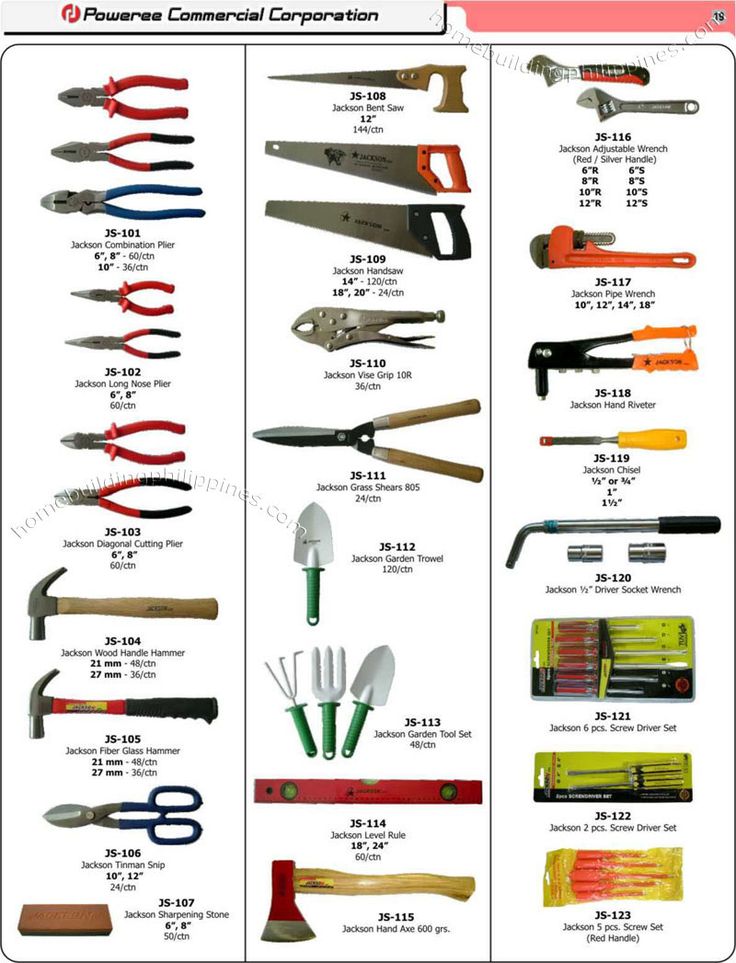 Poweree Commercial Corporation
19
homebuildingphilippines.com
JS-101
Jackson Combination Plier
6", 8" - 60/ctn
10" - 36/ctn
JS-102
Jackson Long Nose Plier
6", 8"
60/ctn
JS-103
Jackson Diagonal Cutting Plier
6", 8"
60/ctn
homebuildingphilippines.com
JACKSON
JS-104
Jackson Wood Handle Hammer
21 mm - 48/ctn
27 mm - 36/ctn
JS-105
Jackson Fiber Glass Hammer
21 mm - 48/ctn
27 mm - 36/ctn
JS-106
Jackson Tinman Snip
10", 12"
24/ctn
JS-107
Jackson Sharpening Stone
6", 8"
50/ctn
JS-108
Jackson Bent Saw
12"
144/ctn
JACKSON
JACKSON
JS-109
Jackson Handsaw
14" - 120/ctn
18", 20" - 24/ctn
JS-110
Jackson Vise Grip 10R
36/ctn
JS-111
Jackson Grass Shears 805
24/ctn
JS-112
Jackson Garden Trowel
120/ctn
JS-113
Jackson Garden Tool Set
48/ctn
JACKSON
JS-114
Jackson Level Rule
18", 24"
60/ctn
JACKSON
JS-115
Jackson Hand Axe 600 grs.
JS-116
Jackson Adjustable Wrench
(Red / Silver Handle)
6"R 6"S
8"R 8"S
10"R 10"S
12"R 12"S
JS-117
Jackson Pipe Wrench
10", 12", 14", 18"
JACKSON
JS-118
Jackson Hand Riveter
JS-119
Jackson Chisel
½" or ¾"
1"
1½"
JS-120
Jackson ½" Driver Socket Wrench
JS-121
Jackson 6 pcs. Screw Driver Set
2pcs SCREWDRIVER SET
JS-122
Jackson 2 pcs. Screw Driver Set
JS-123
Jackson 5 pcs. Screw Set
(Red Handle)